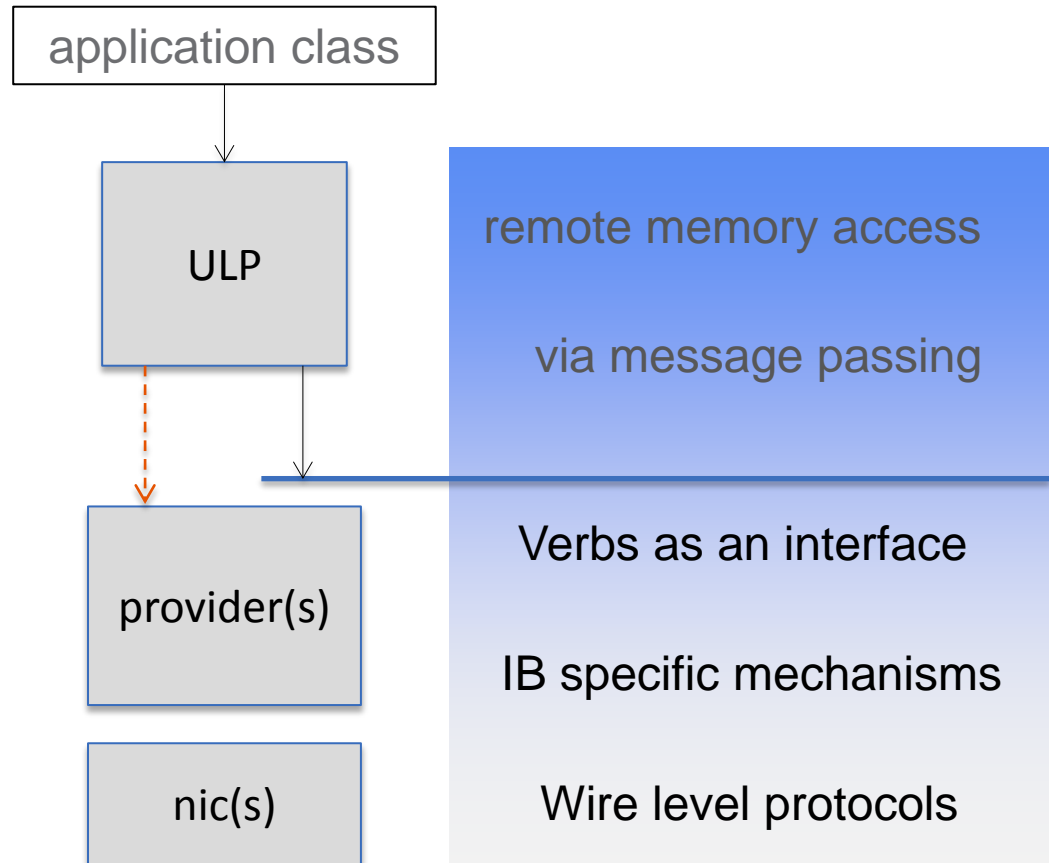 application class
ULP
remote memory access
via message passing
provider(s)
Verbs as an interface
IB specific mechanisms
nic(s)
Wire level protocols